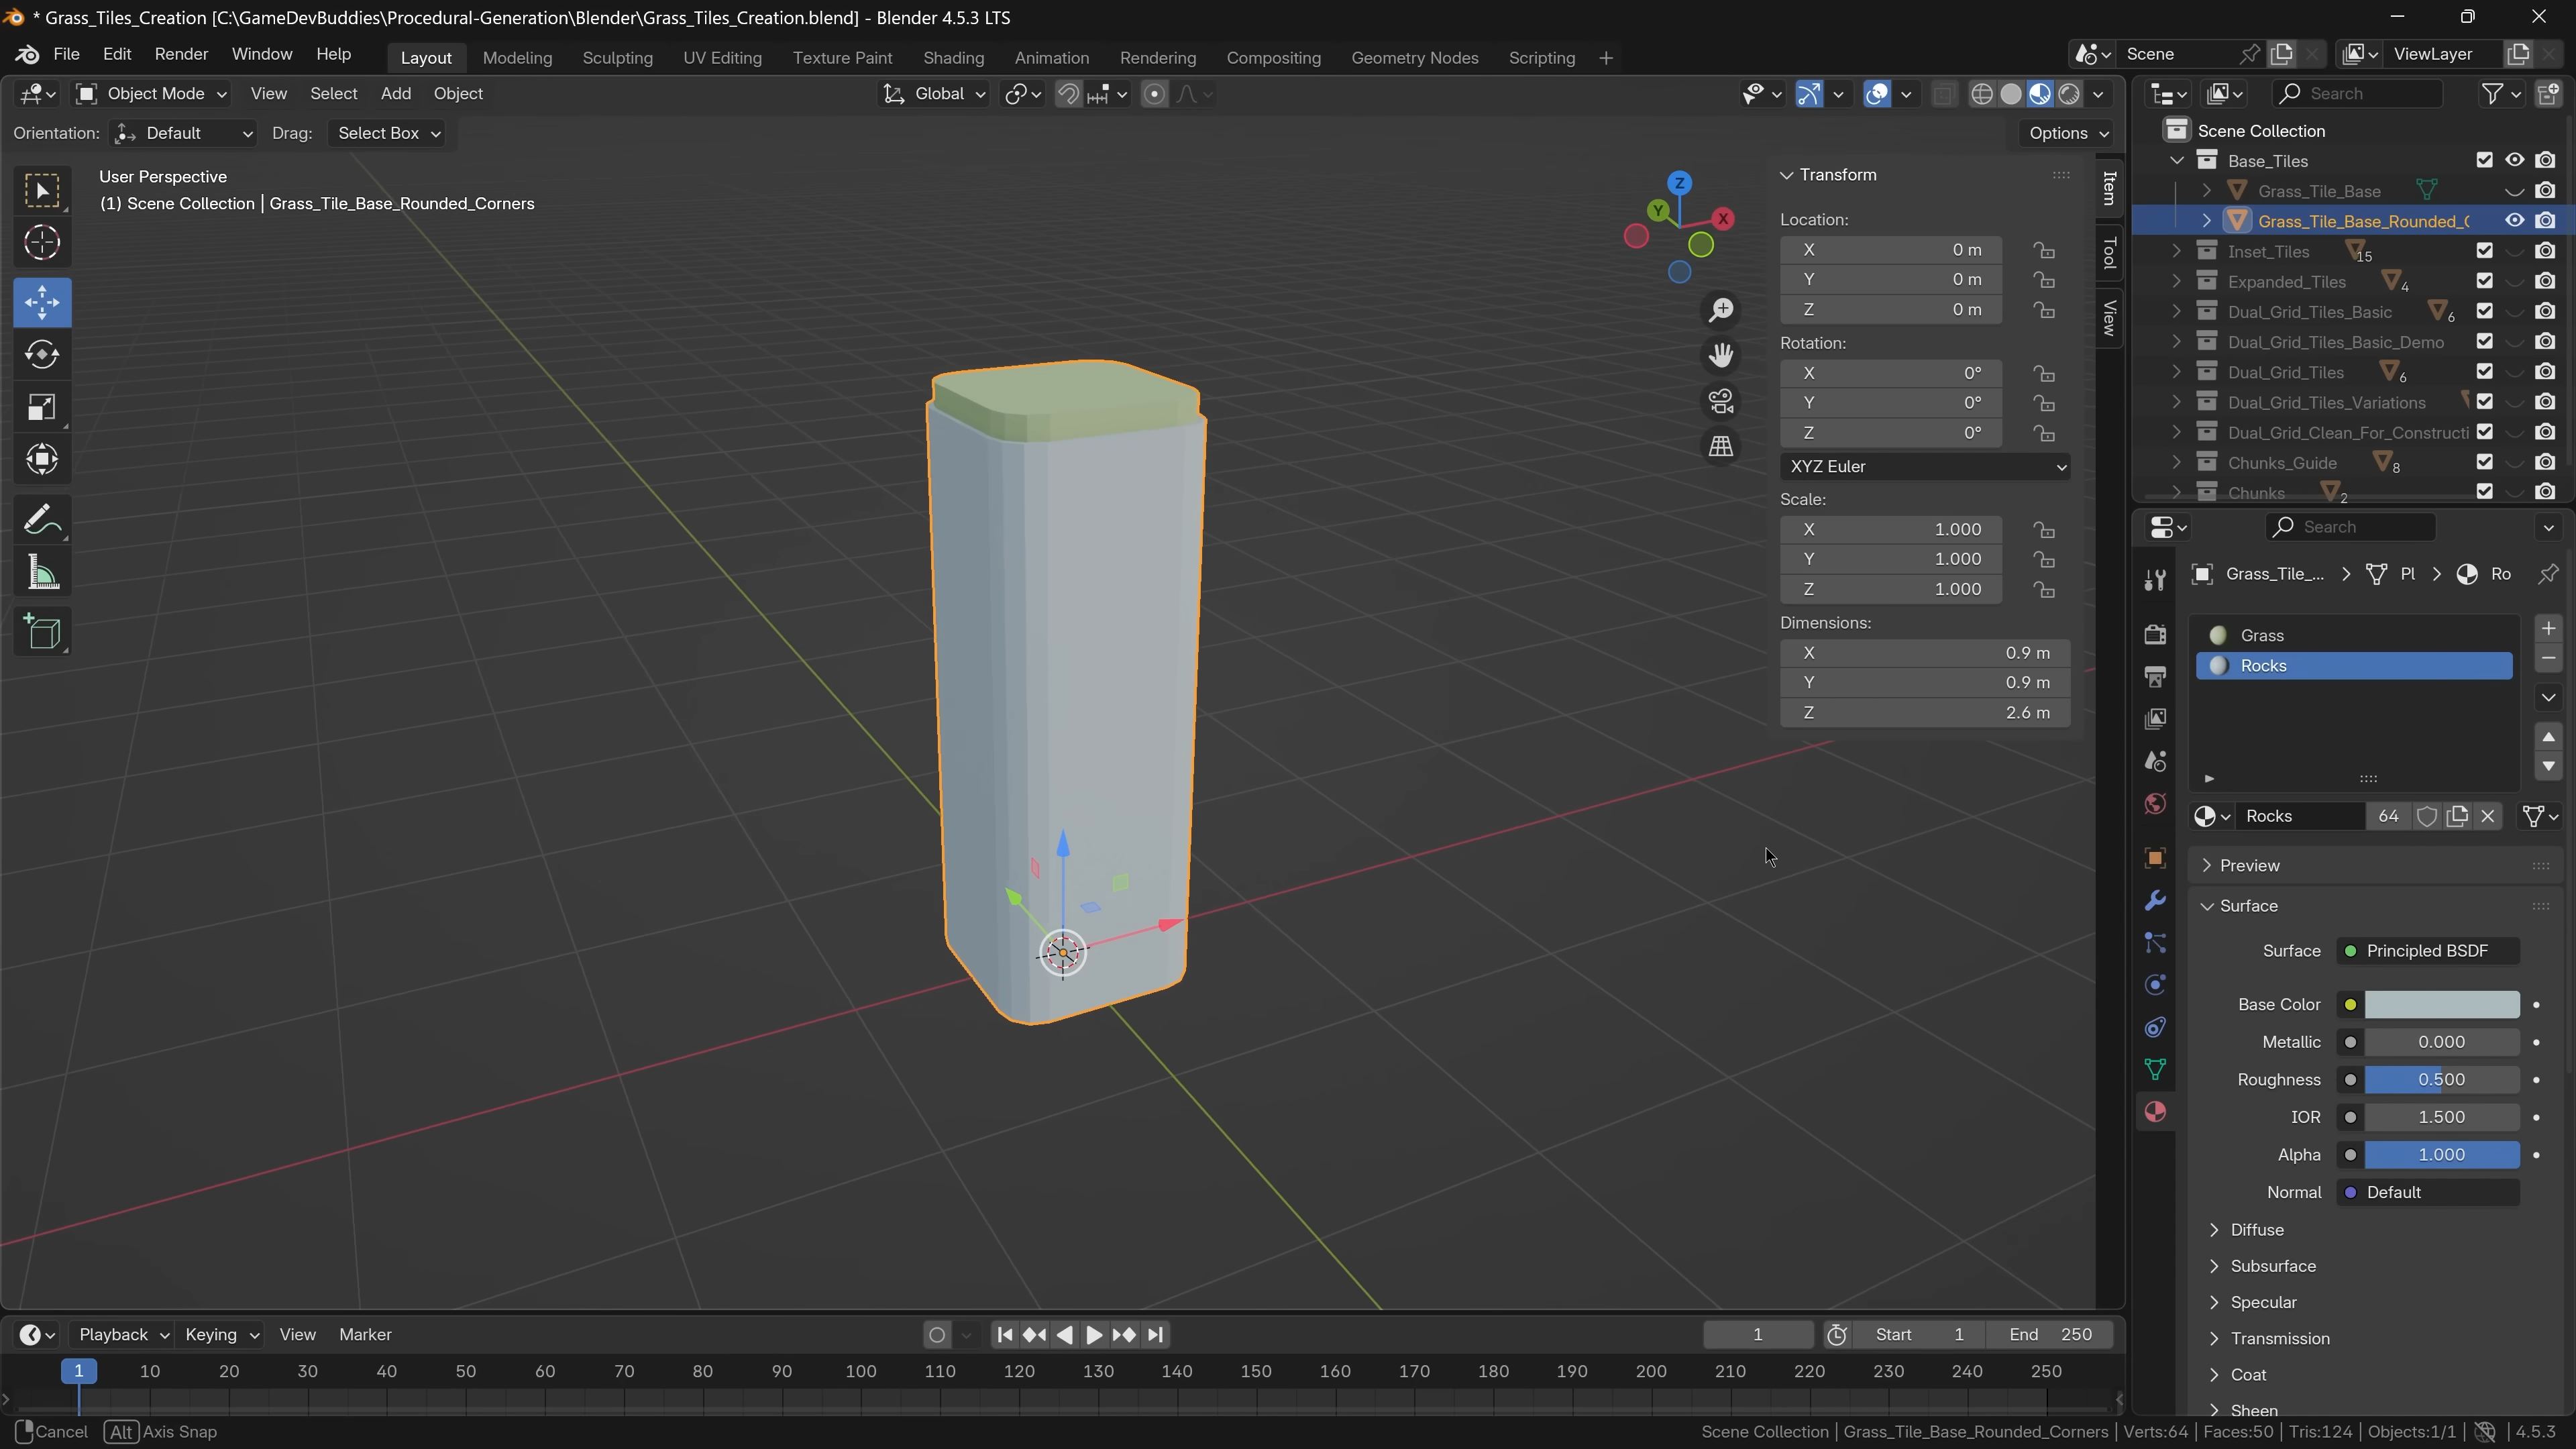 * Grass_Tiles_Creation [C:\GameDevBuddies\Procedural-Generation\Blender\Grass_Tiles_Creation.blend] - Blender 4.5.3 LTS
File Edit Render Window Help Layout Modeling Sculpting UV Editing Texture Paint Shading Animation Rendering Compositing Geometry Nodes Scripting + Scene ViewLayer
Object Mode View Select Add Object Global Search
Orientation: Default Drag: Select Box Options
User Perspective
(1) Scene Collection | Grass_Tile_Base_Rounded_Corners
Z
Y
X
Transform
Location:
X 0 m
Y 0 m
Z 0 m
Rotation:
X 0°
Y 0°
Z 0°
XYZ Euler
Scale:
X 1.000
Y 1.000
Z 1.000
Dimensions:
X 0.9 m
Y 0.9 m
Z 2.6 m
Item
Tool
View
Scene Collection
Base_Tiles
Grass_Tile_Base
Grass_Tile_Base_Rounded_
Inset_Tiles 15
Expanded_Tiles 4
Dual_Grid_Tiles_Basic 6
Dual_Grid_Tiles_Basic_Demo
Dual_Grid_Tiles 6
Dual_Grid_Tiles_Variations
Dual_Grid_Clean_For_Constructi
Chunks_Guide 8
Chunks 2
Search
Grass_Tile_... Pl Ro
Grass
Rocks
Rocks 64
Preview
Surface
Surface Principled BSDF
Base Color
Metallic 0.000
Roughness 0.500
IOR 1.500
Alpha 1.000
Normal Default
Diffuse
Subsurface
Specular
Transmission
Coat
Sheen
Playback Keying View Marker 1 Start 1 End 250
1 10 20 30 40 50 60 70 80 90 100 110 120 130 140 150 160 170 180 190 200 210 220 230 240 250
Cancel Alt Axis Snap Scene Collection | Grass_Tile_Base_Rounded_Corners | Verts:64 | Faces:50 | Tris:124 | Objects:1/1 | 4.5.3